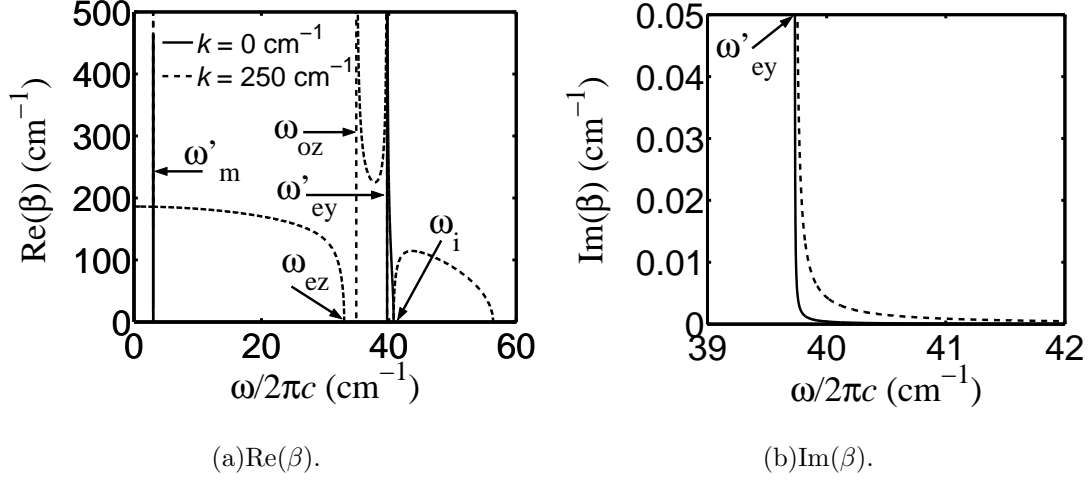 500
400
300
200
100
0
0 20 40 60
Re(β) (cm⁻¹)
k = 0 cm⁻¹
k = 250 cm⁻¹
ω'm
ωoz
ω'ey
ωez
ωi
ω/2πc (cm⁻¹)
(a)Re(β).
0.05
0.04
0.03
0.02
0.01
0
39 40 41 42
Im(β) (cm⁻¹)
ω'ey
ω/2πc (cm⁻¹)
(b)Im(β).